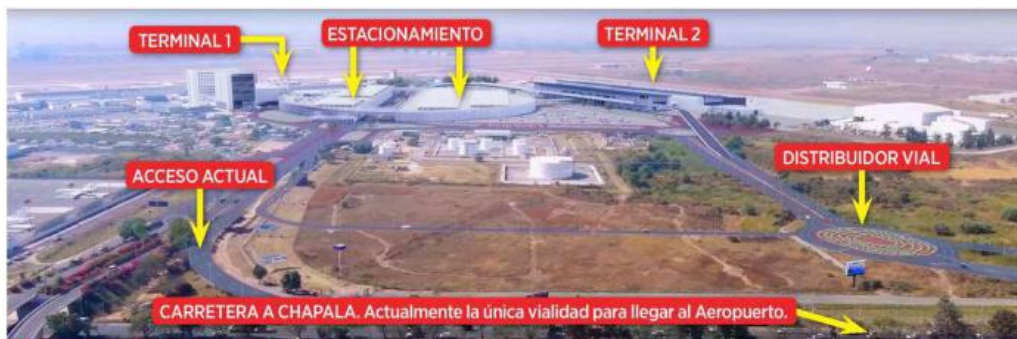 TERMINAL 1
ESTACIONAMIENTO
TERMINAL 2
ACCESO ACTUAL
DISTRIBUIDOR VIAL
CARRETERA A CHAPALA. Actualmente la única vialidad para llegar al Aeropuerto.